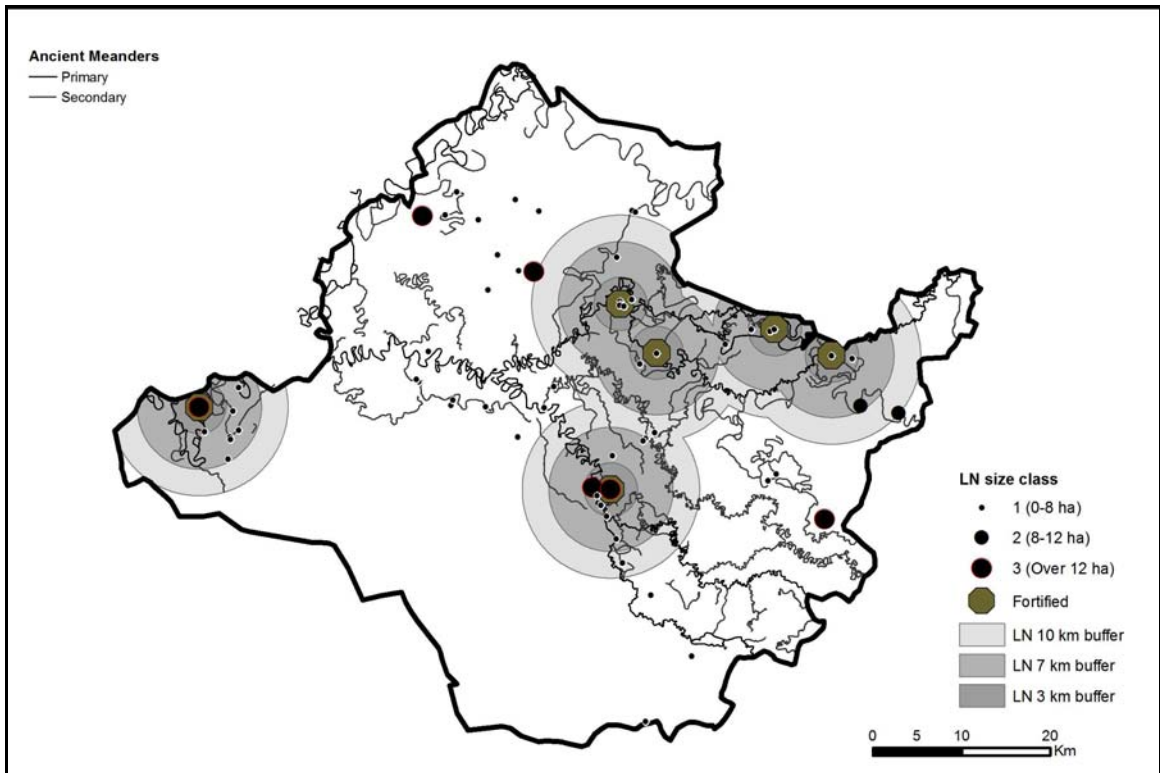 Ancient Meanders
Primary
Secondary
LN size class
1 (0-8 ha)
2 (8-12 ha)
3 (Over 12 ha)
Fortified
LN 10 km buffer
LN 7 km buffer
LN 3 km buffer
0 10 20
Km